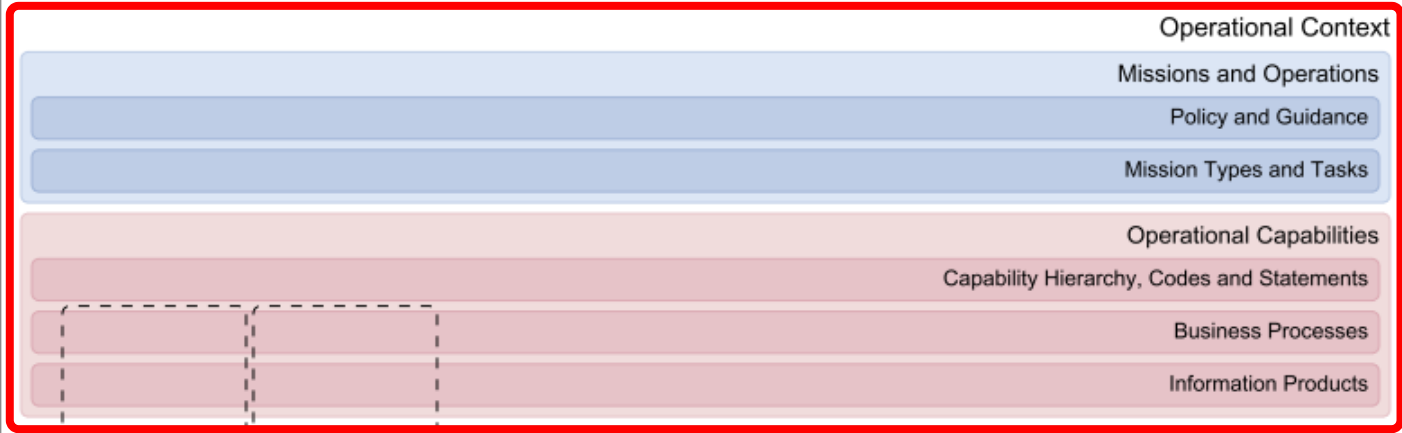 Operational Context
Missions and Operations
Policy and Guidance
Mission Types and Tasks
Operational Capabilities
Capability Hierarchy, Codes and Statements
Business Processes
Information Products